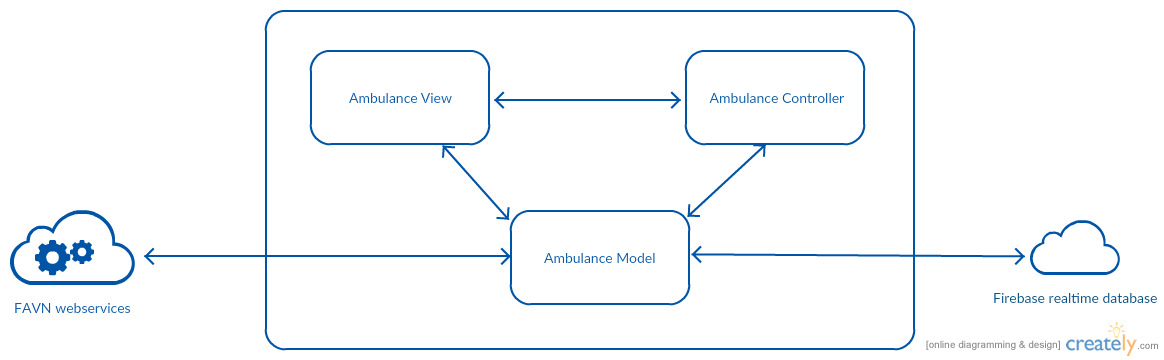 Ambulance View
Ambulance Controller
Ambulance Model
FAVN webservices
Firebase realtime database
[online diagramming & design] creately.com